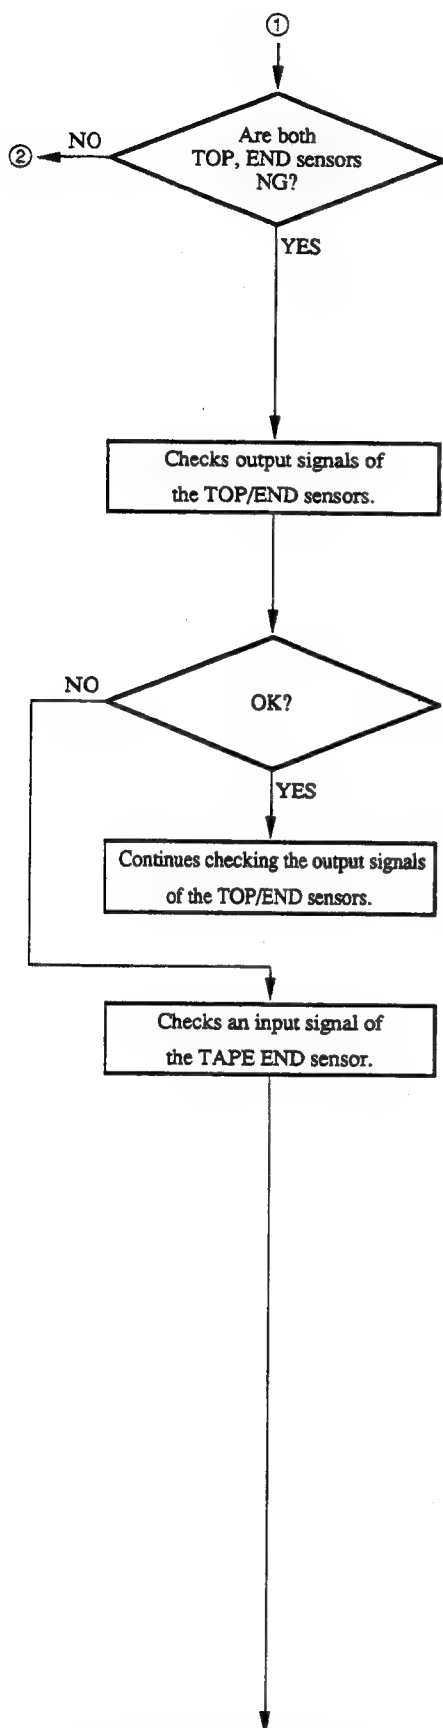 ①
Are both
TOP, END sensors
NG?
NO
②
YES
Checks output signals of
the TOP/END sensors.
OK?
NO
YES
Continues checking the output signals
of the TOP/END sensors.
Checks an input signal of
the TAPE END sensor.